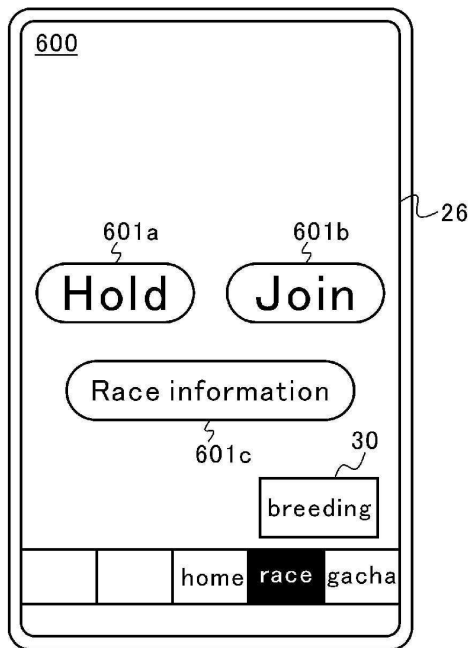 600
26
601a 601b
Hold Join
Race information
601c
30
breeding
home race gacha